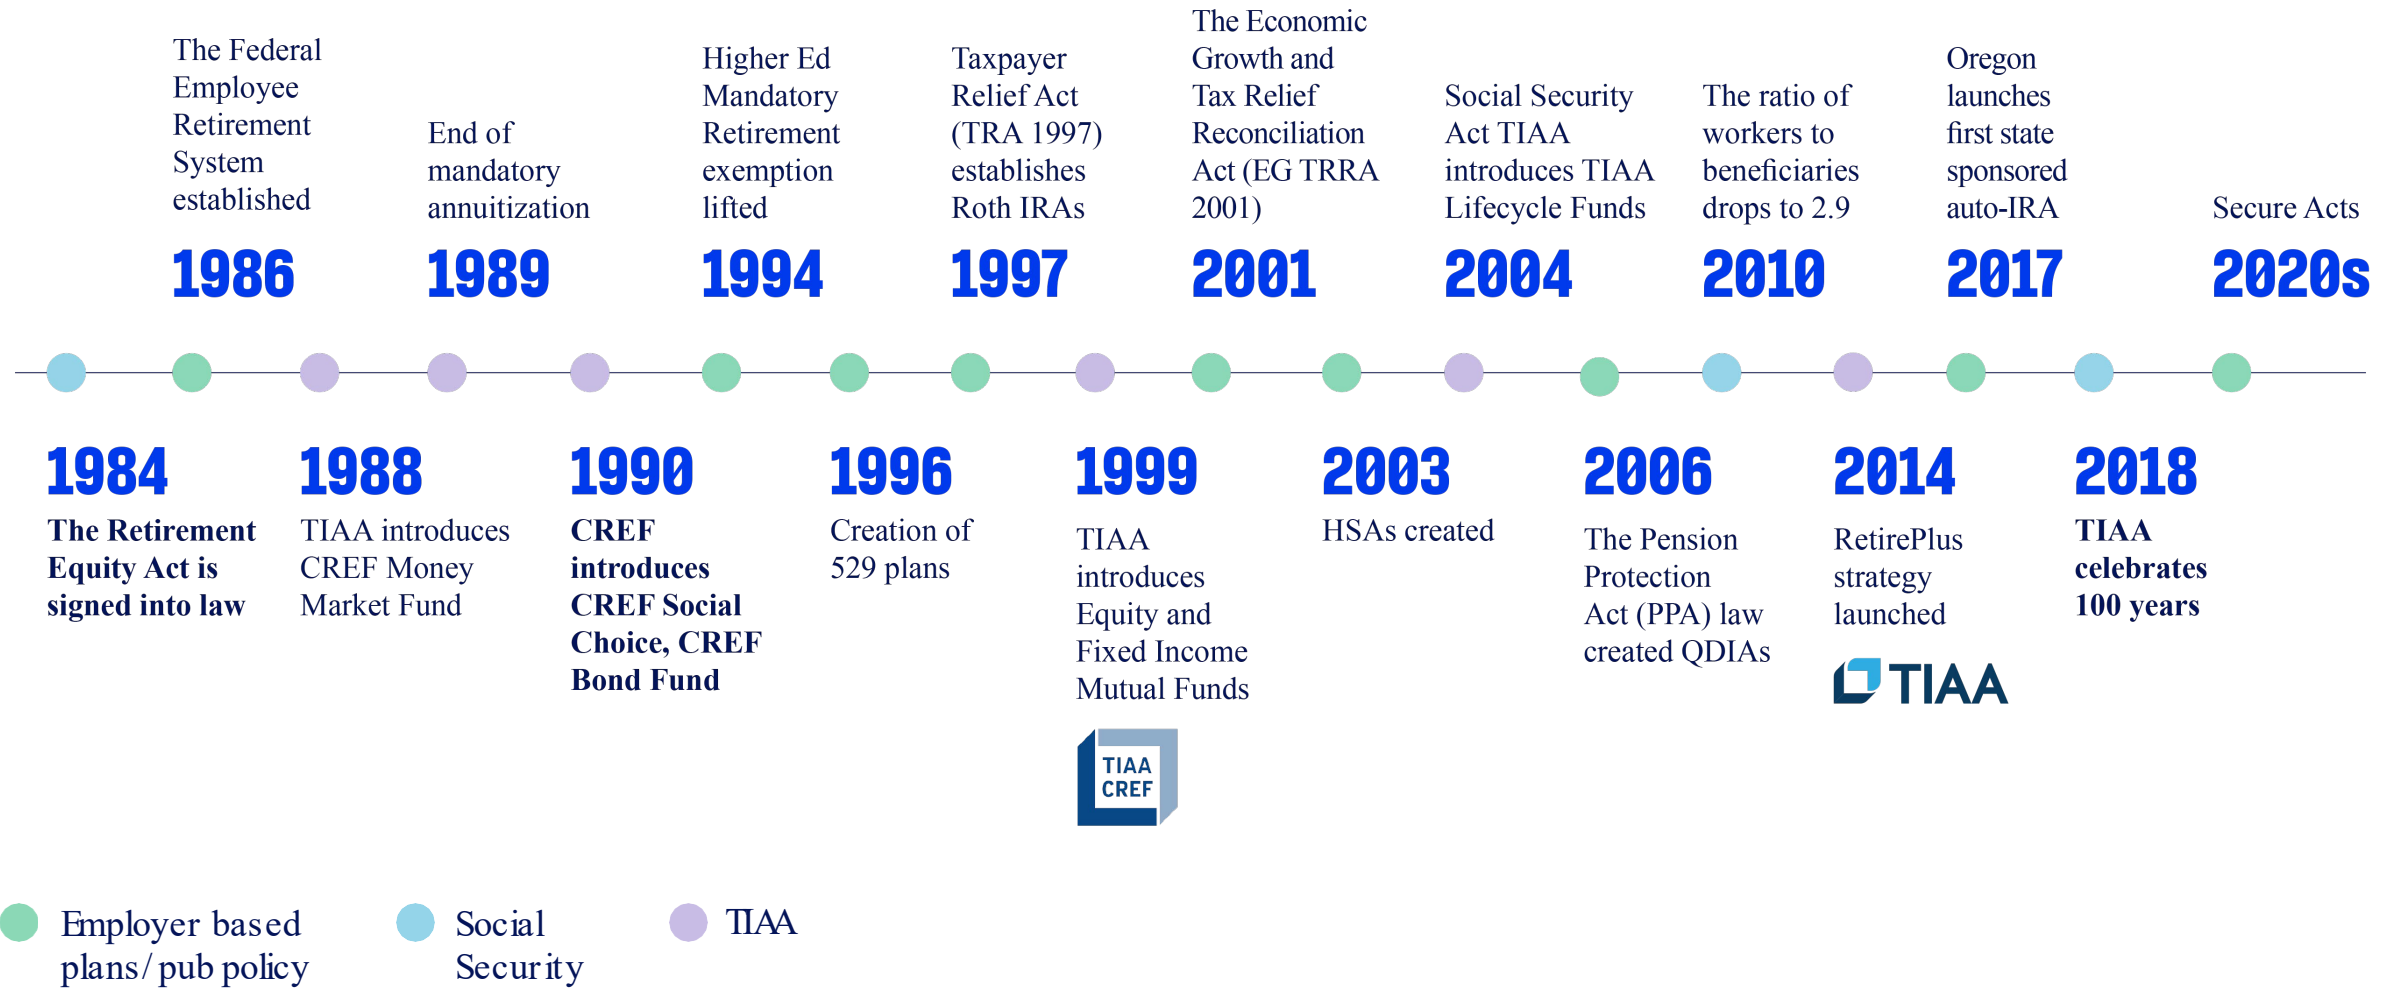 The Federal
Employee
Retirement
System
established
1986
End of
mandatory
annuitization
1989
Higher Ed
Mandatory
Retirement
exemption
lifted
1994
Taxpayer
Relief Act
(TRA 1997)
establishes
Roth IRAs
1997
The Economic
Growth and
Tax Relief
Reconciliation
Act (EG TRRA
2001)
2001
Social Security
Act TIAA
introduces TIAA
Lifecycle Funds
2004
The ratio of
workers to
beneficiaries
drops to 2.9
2010
Oregon
launches
first state
sponsored
auto-IRA
2017
Secure Acts
2020s
1984
The Retirement
Equity Act is
signed into law
1988
TIAA introduces
CREF Money
Market Fund
1990
CREF
introduces
CREF Social
Choice, CREF
Bond Fund
1996
Creation of
529 plans
1999
TIAA
introduces
Equity and
Fixed Income
Mutual Funds
TIAA
CREF
2003
HSAs created
2006
The Pension
Protection
Act (PPA) law
created QDIAs
2014
RetirePlus
strategy
launched
TIAA
2018
TIAA
celebrates
100 years
Employer based
plans/pub policy
Social
Security
TIAA